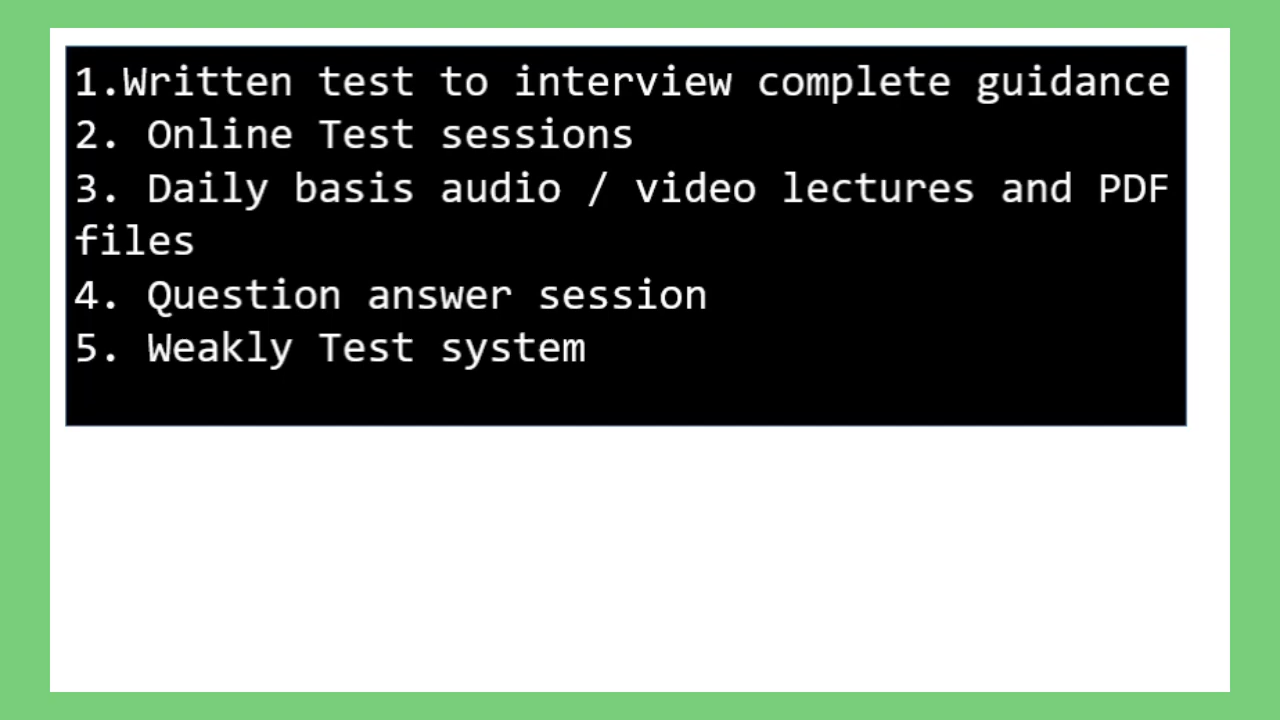 1.Written test to interview complete guidance
2. Online Test sessions
3. Daily basis audio / video lectures and PDF
files
4. Question answer session
5. Weakly Test system